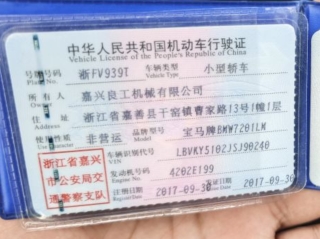 中华人民共和国机动车行驶证
Vehicle License of the People's Republic of China
号牌号码 浙FV939T 车辆类型 小型轿车
Plate No. Vehicle Type
所有人 嘉兴良工机械有限公司
Owner
住址 浙江省嘉善县干窑镇曹家路13号1幢1层
Address
使用性质 非营运 品牌型号 宝马牌BMW7201LM
Use Character Model
浙江省嘉兴
市公安局交
通警察支队
车辆识别代号 LBVKY5102JSJ90240
VIN
发动机号码 4202E199
Engine No.
注册日期 2017-09-30 发证日期 2017-09-30